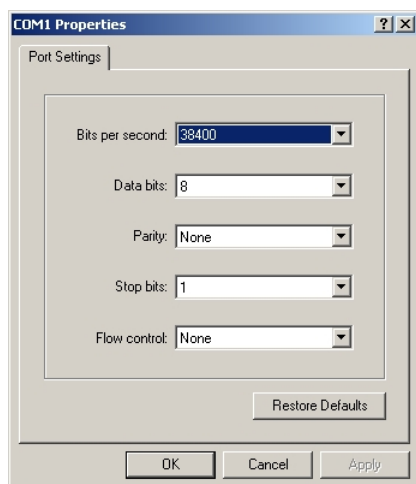 COM1 Properties
Port Settings
Bits per second: 38400
Data bits: 8
Parity: None
Stop bits: 1
Flow control: None
Restore Defaults
OK Cancel Apply